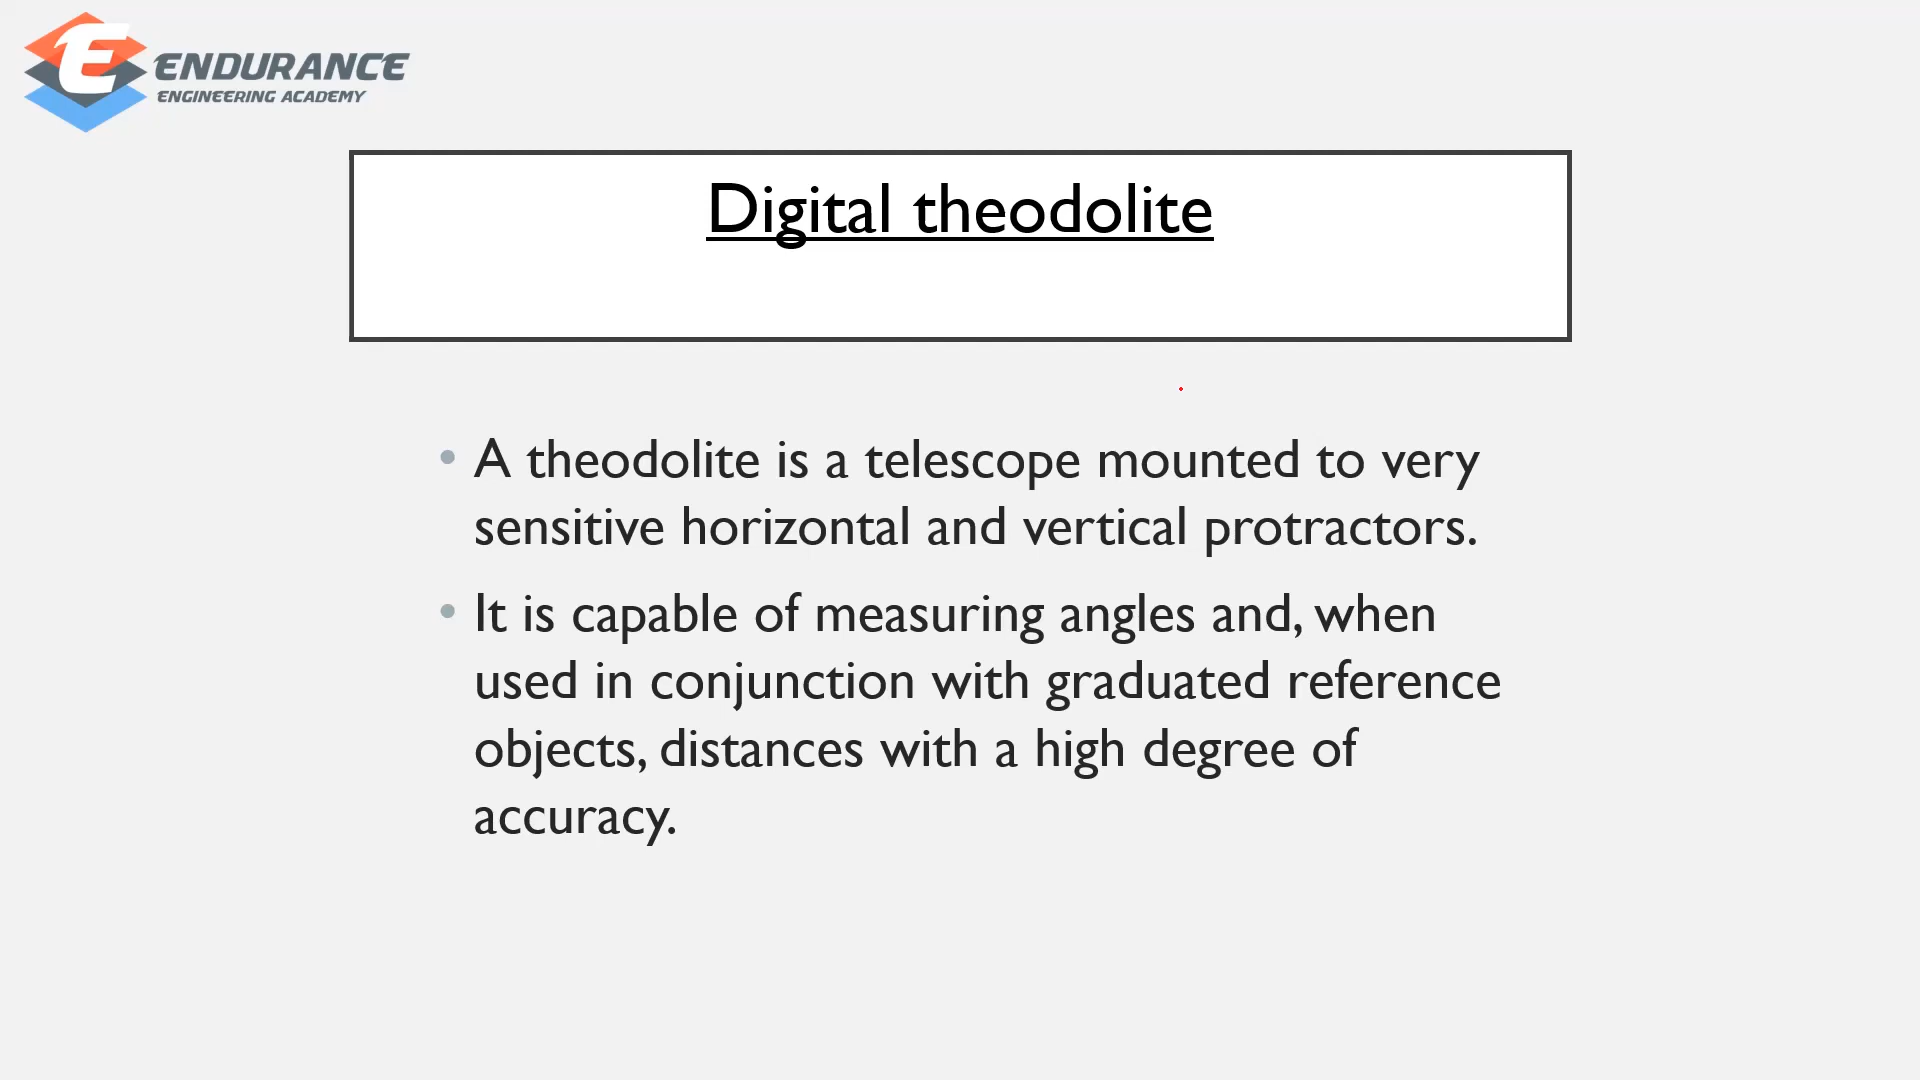 E ENDURANCE
ENGINEERING ACADEMY
Digital theodolite
• A theodolite is a telescope mounted to very
sensitive horizontal and vertical protractors.
• It is capable of measuring angles and, when
used in conjunction with graduated reference
objects, distances with a high degree of
accuracy.